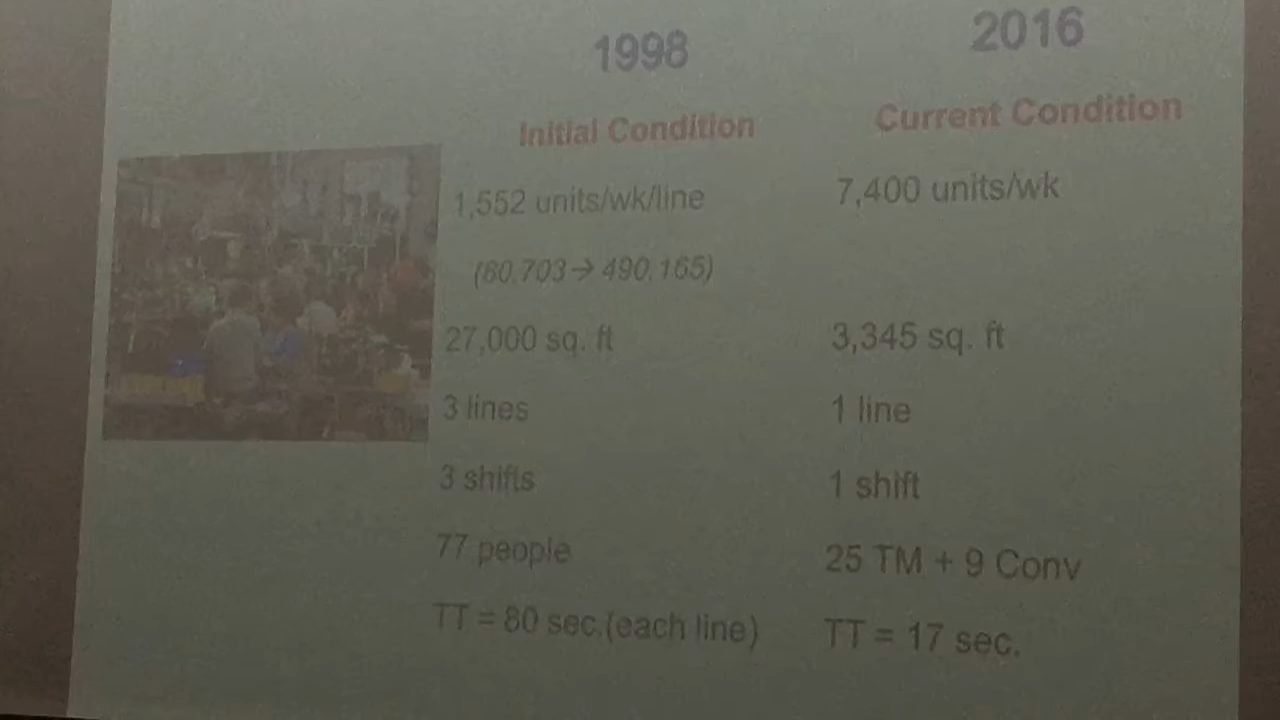 1998 2016
Initial Condition Current Condition
1,552 units/wk/line 7,400 units/wk
(60.703→ 490.165)
27,000 sq. ft 3,345 sq. ft
3 lines 1 line
3 shifts 1 shift
77 people 25 TM + 9 Conv
TT = 80 sec.(each line) TT = 17 sec.